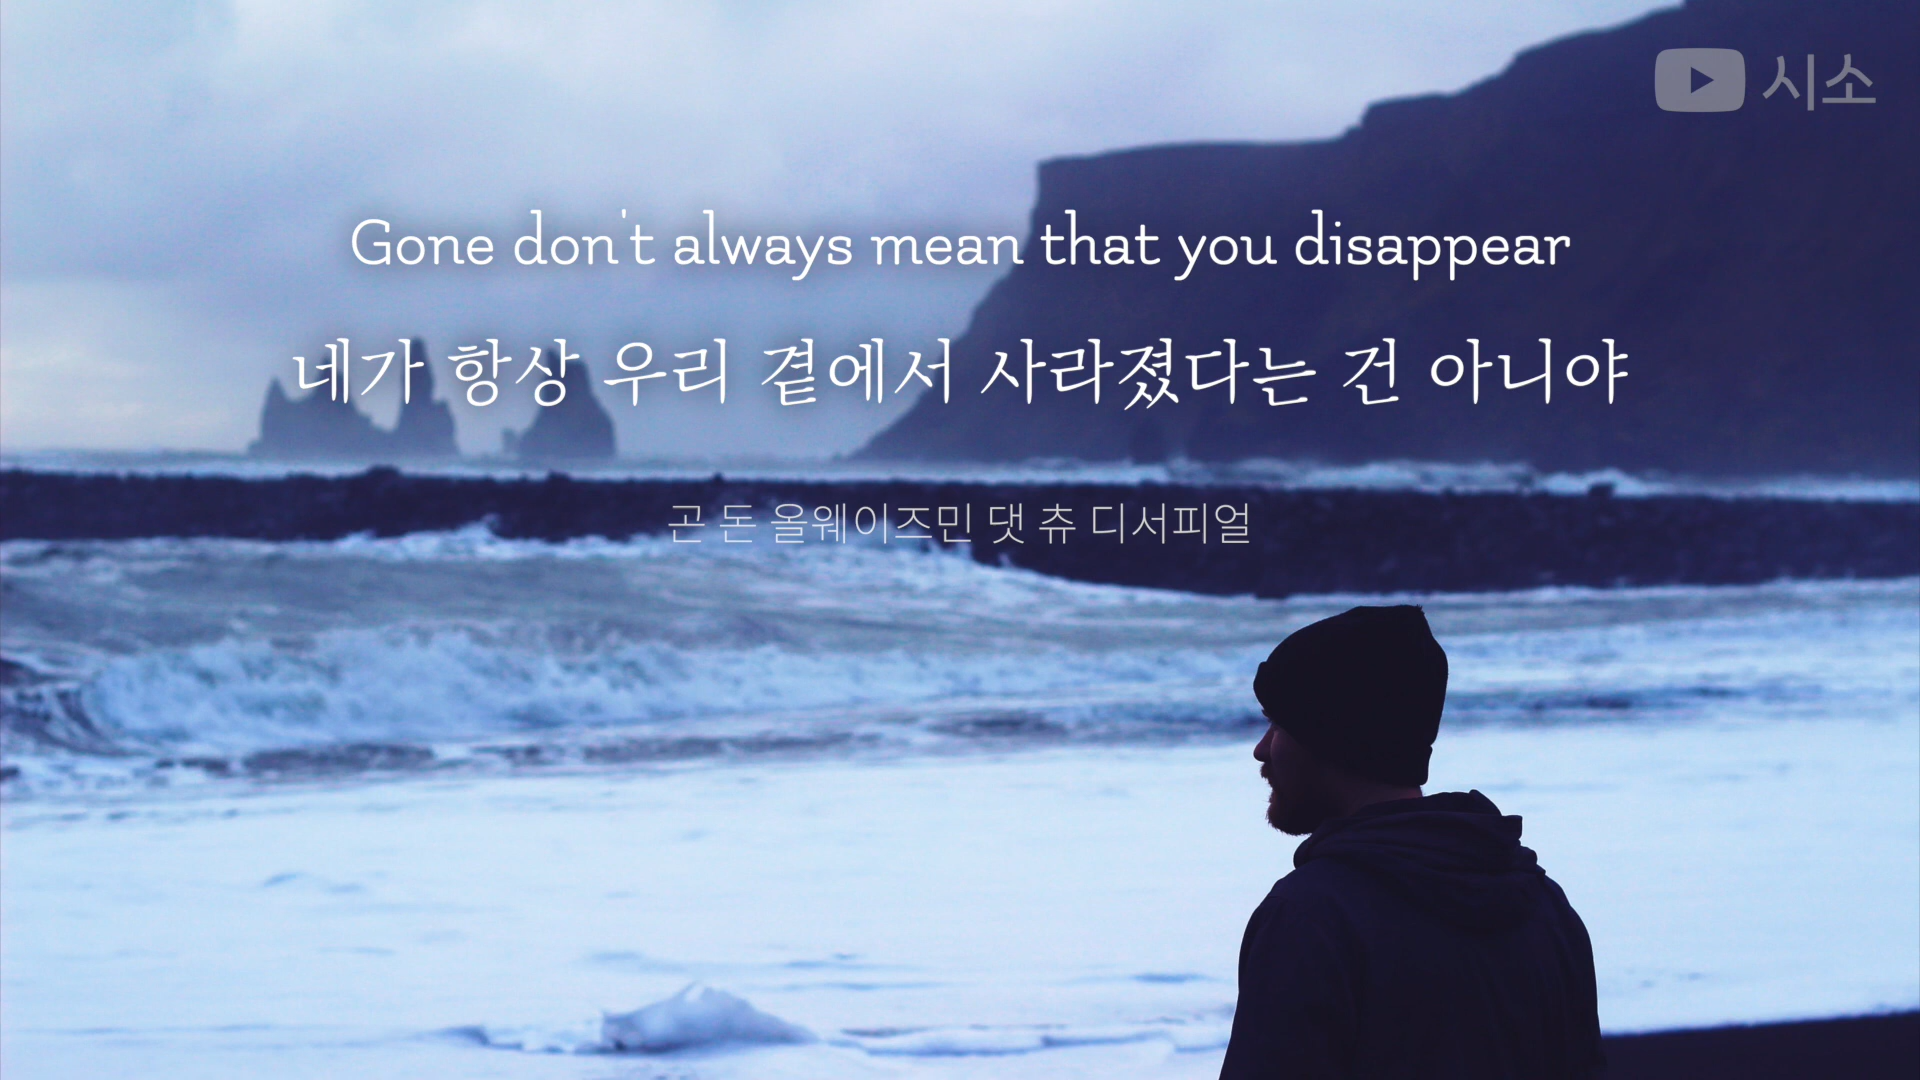 시소
Gone don't always mean that you disappear
네가 항상 우리 곁에서 사라졌다는 건 아니야
곤 돈 올웨이즈민 댓 츄 디서피얼